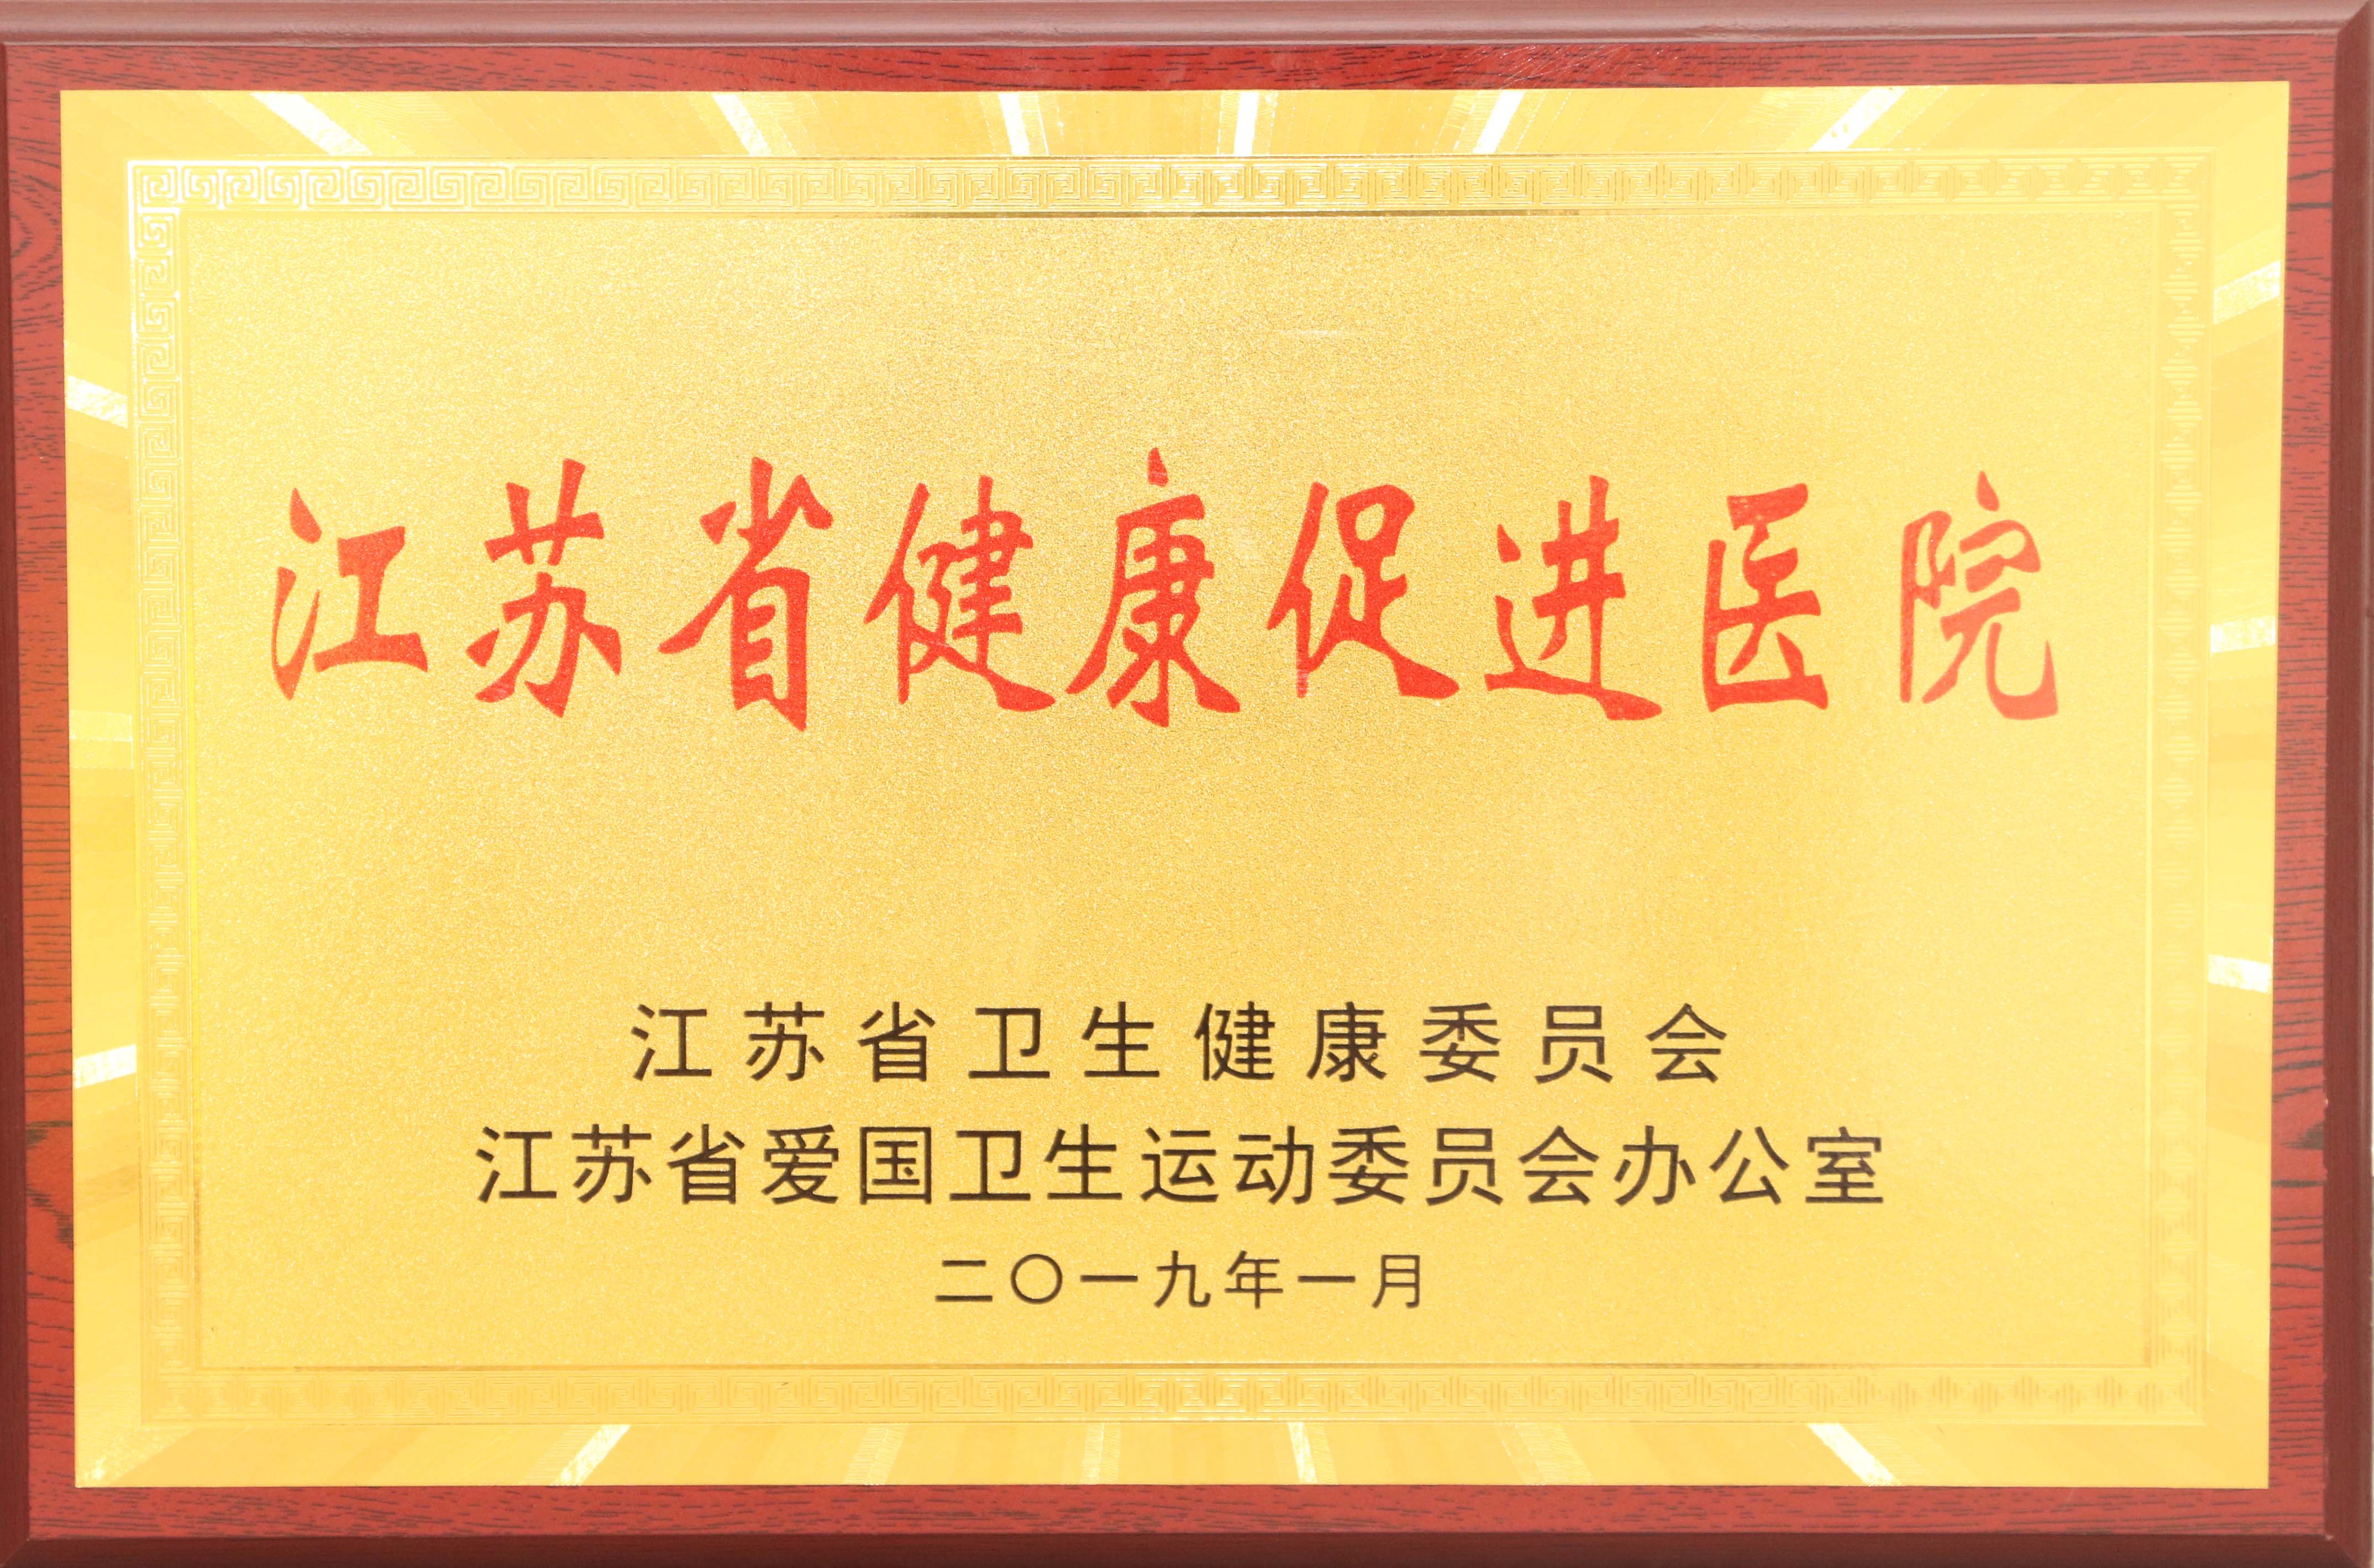 江苏省健康促进医院
江苏省卫生健康委员会
江苏省爱国卫生运动委员会办公室
二〇一九年一月